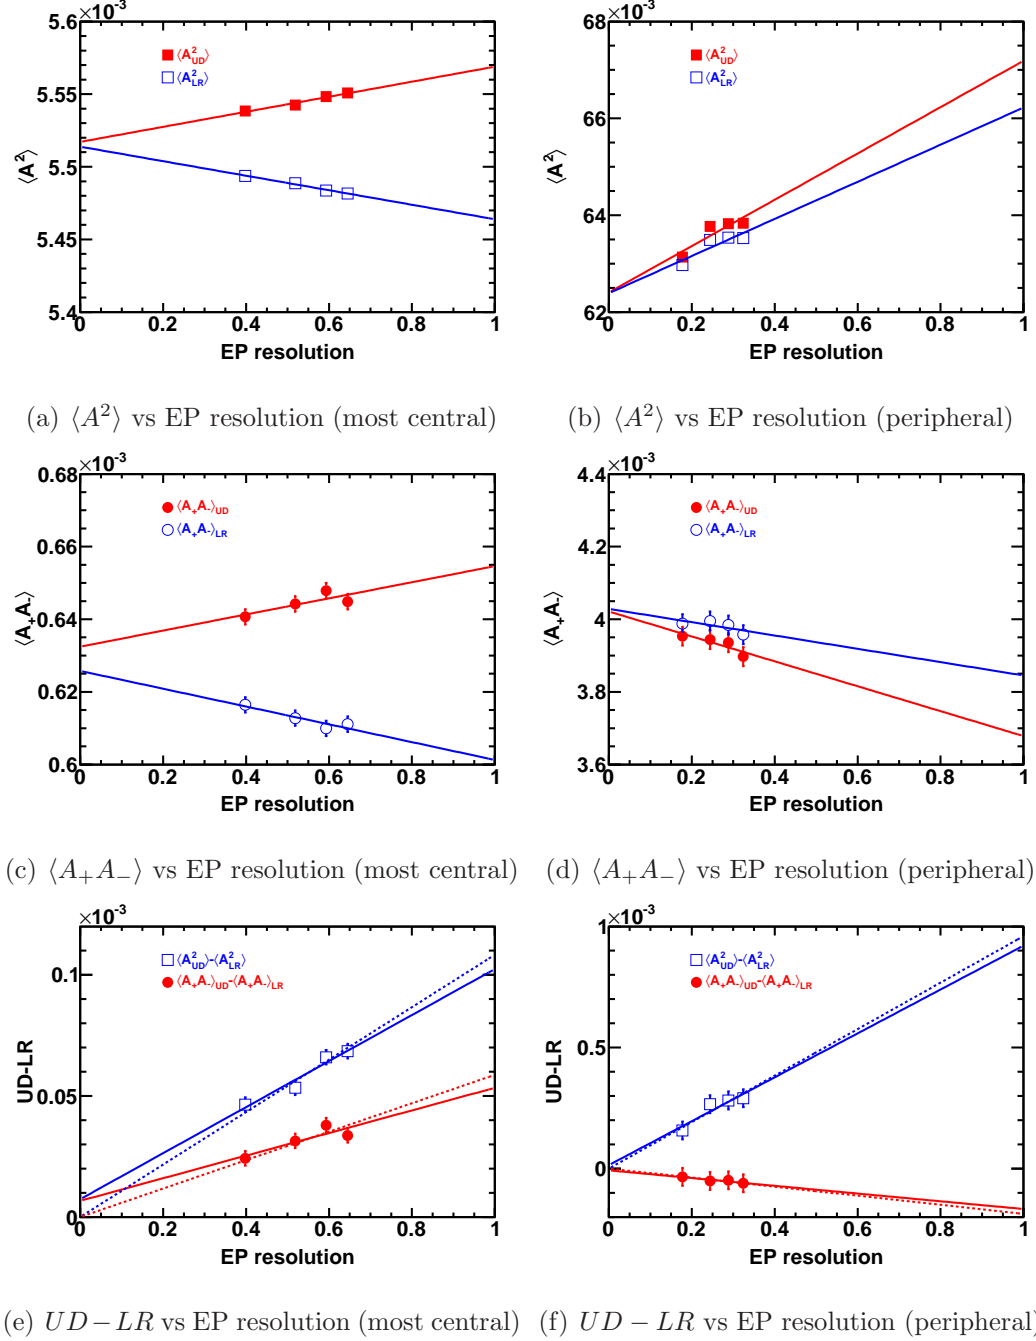 ×10⁻³
5.6
5.55
5.5
5.45
5.4
⟨A²⟩
⟨A²_UD⟩
⟨A²_LR⟩
0 0.2 0.4 0.6 0.8 1
EP resolution
(a) ⟨A²⟩ vs EP resolution (most central)
×10⁻³
68
66
64
62
⟨A²⟩
⟨A²_UD⟩
⟨A²_LR⟩
0 0.2 0.4 0.6 0.8 1
EP resolution
(b) ⟨A²⟩ vs EP resolution (peripheral)
×10⁻³
0.68
0.66
0.64
0.62
0.6
⟨A₊A₋⟩
⟨A₊A₋⟩_UD
⟨A₊A₋⟩_LR
0 0.2 0.4 0.6 0.8 1
EP resolution
(c) ⟨A₊A₋⟩ vs EP resolution (most central)
×10⁻³
4.4
4.2
4
3.8
3.6
⟨A₊A₋⟩
⟨A₊A₋⟩_UD
⟨A₊A₋⟩_LR
0 0.2 0.4 0.6 0.8 1
EP resolution
(d) ⟨A₊A₋⟩ vs EP resolution (peripheral)
×10⁻³
0.1
0.05
0
UD-LR
⟨A²_UD⟩-⟨A²_LR⟩
⟨A₊A₋⟩_UD-⟨A₊A₋⟩_LR
0 0.2 0.4 0.6 0.8 1
EP resolution
(e) UD − LR vs EP resolution (most central)
×10⁻³
1
0.5
0
UD-LR
⟨A²_UD⟩-⟨A²_LR⟩
⟨A₊A₋⟩_UD-⟨A₊A₋⟩_LR
0 0.2 0.4 0.6 0.8 1
EP resolution
(f) UD − LR vs EP resolution (peripheral)